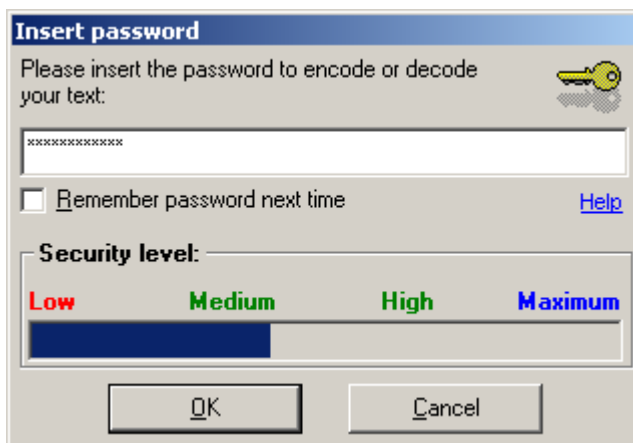 Insert password
Please insert the password to encode or decode
your text:
xxxxxxxxxxxx
Remember password next time
Help
Security level:
Low Medium High Maximum
OK Cancel